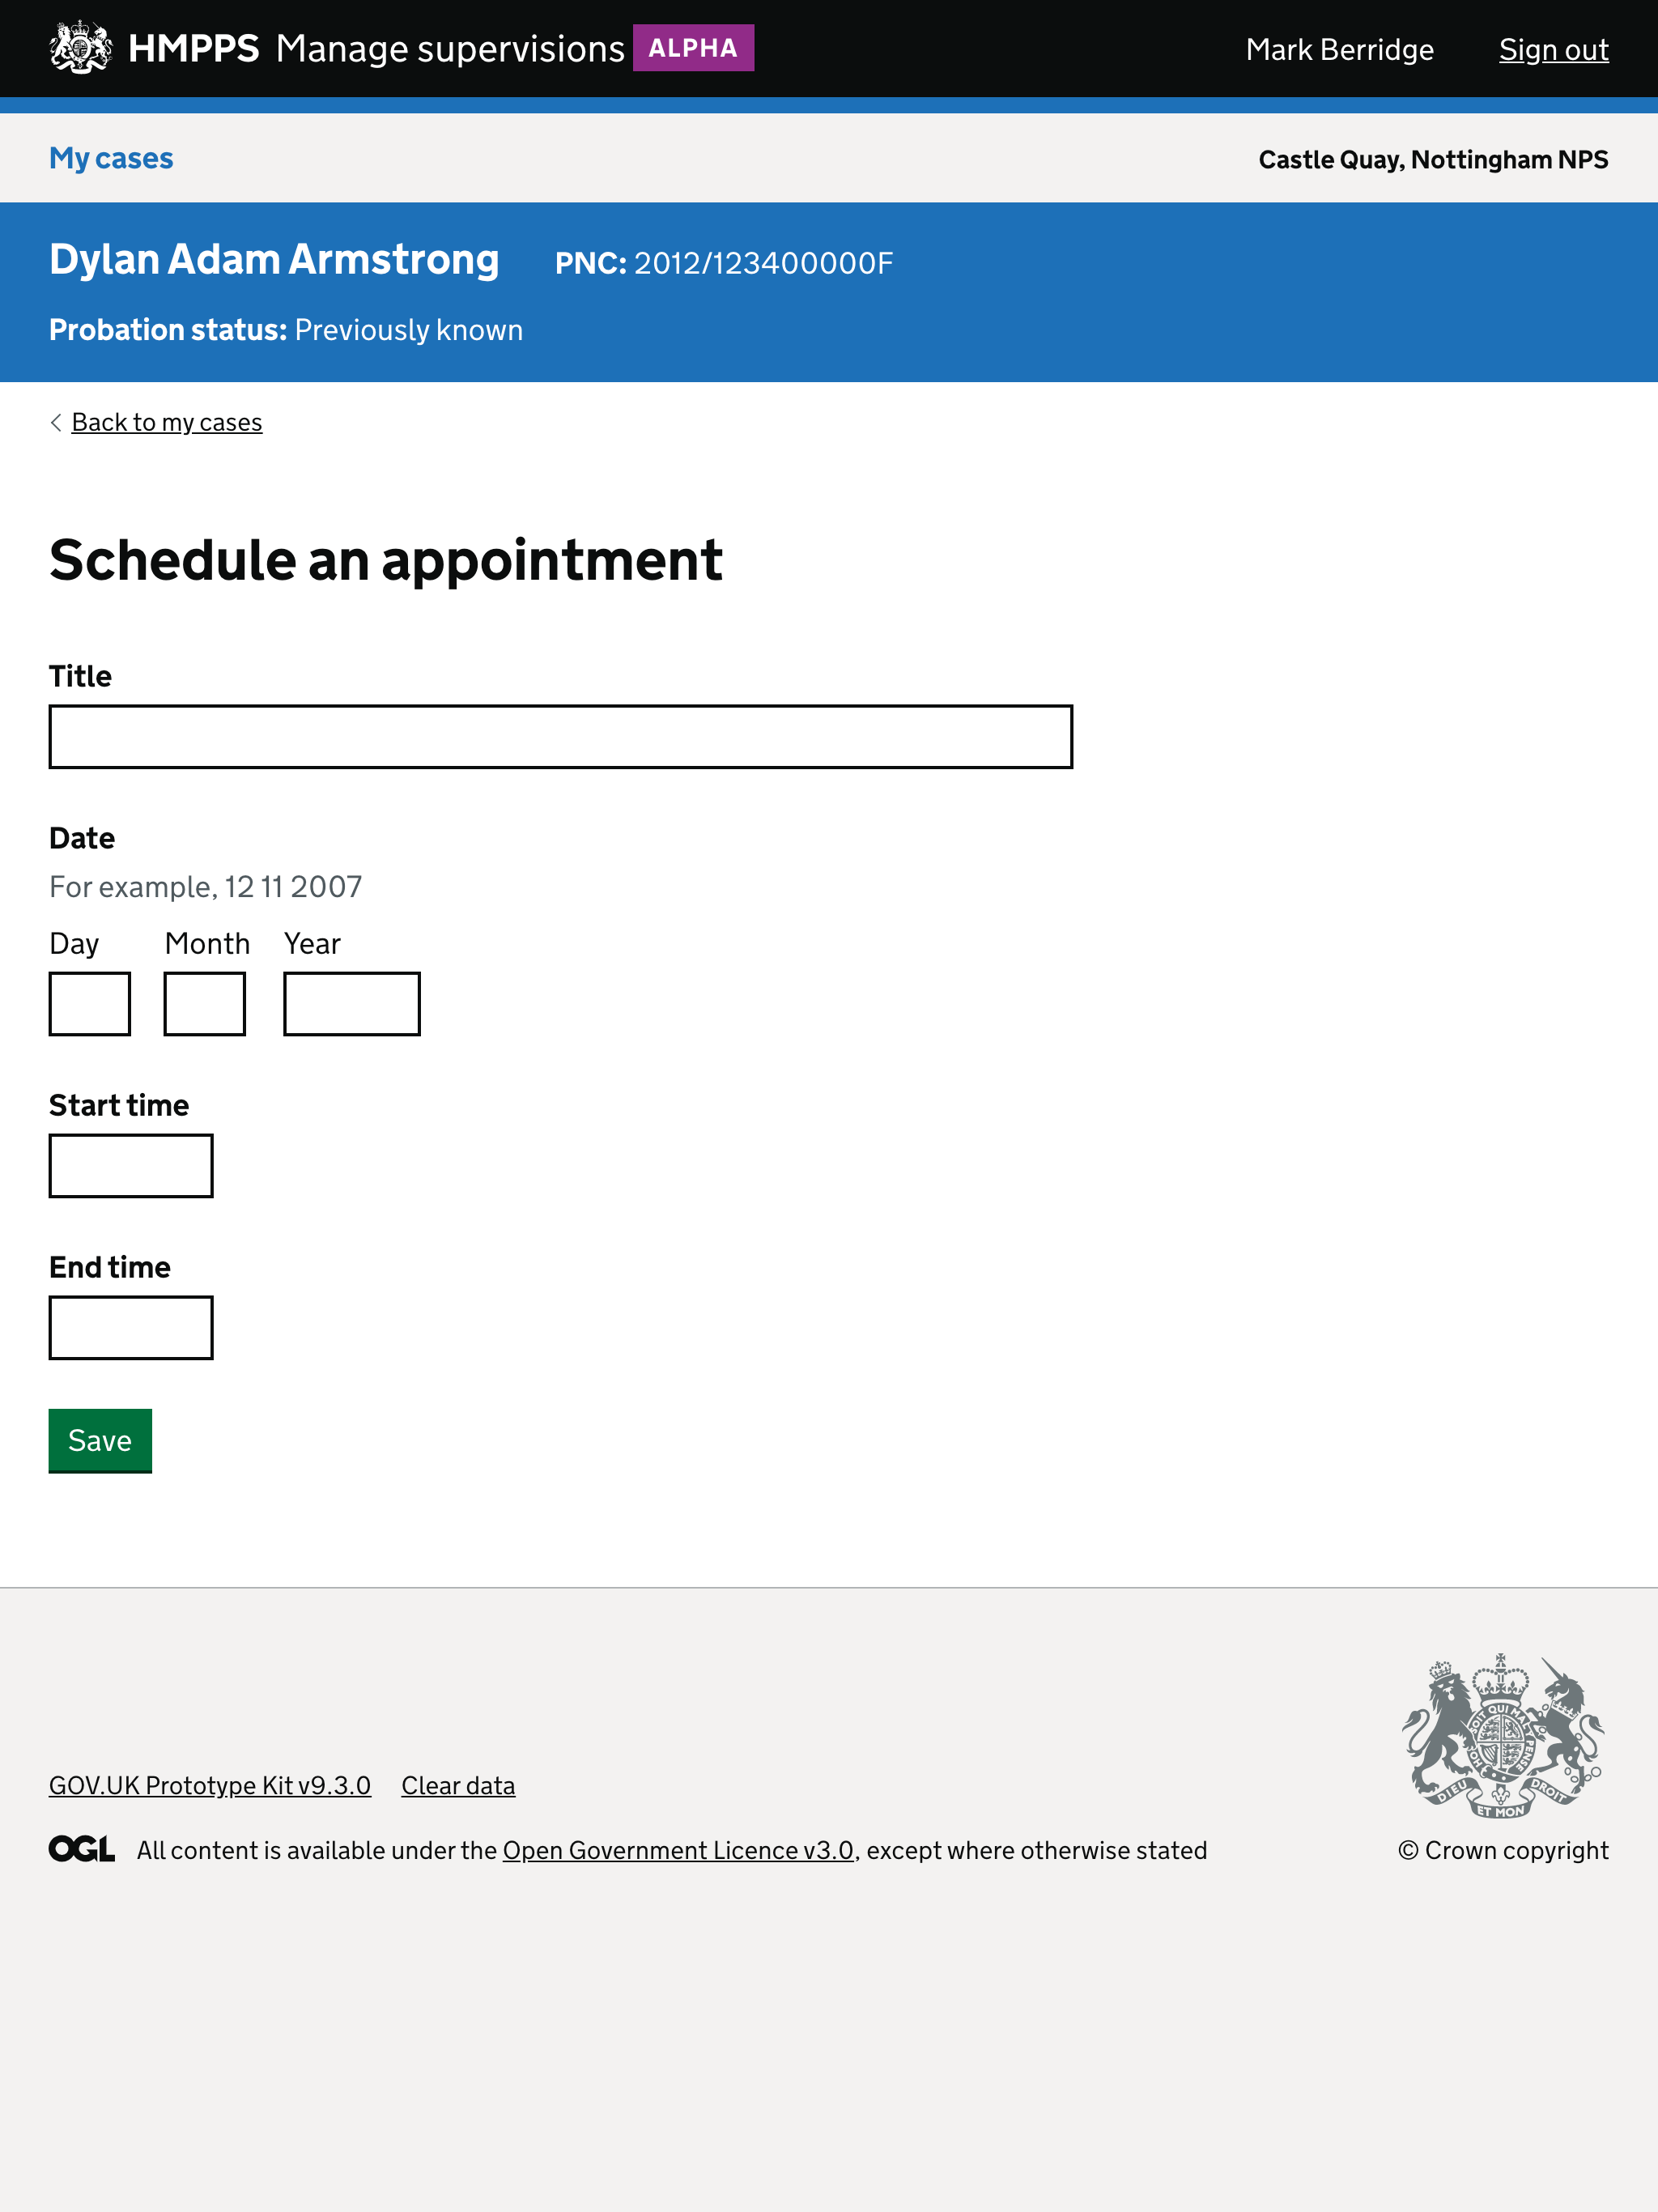 HMPPS Manage supervisions ALPHA Mark Berridge Sign out
My cases Castle Quay, Nottingham NPS
Dylan Adam Armstrong PNC: 2012/123400000F
Probation status: Previously known
Back to my cases
Schedule an appointment
Title
Date
For example, 12 11 2007
Day Month Year
Start time
End time
Save
GOV.UK Prototype Kit v9.3.0 Clear data
DIEU ET MON DROIT
OGL All content is available under the Open Government Licence v3.0, except where otherwise stated © Crown copyright